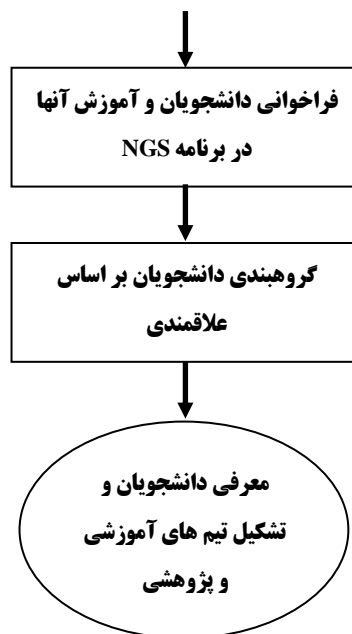 فراخوانی دانشجویان و آموزش آنها
در برنامه NGS
گروهبندی دانشجویان بر اساس
علاقمندی
معرفی دانشجویان و
تشکیل تیم های آموزشی
و پژوهشی